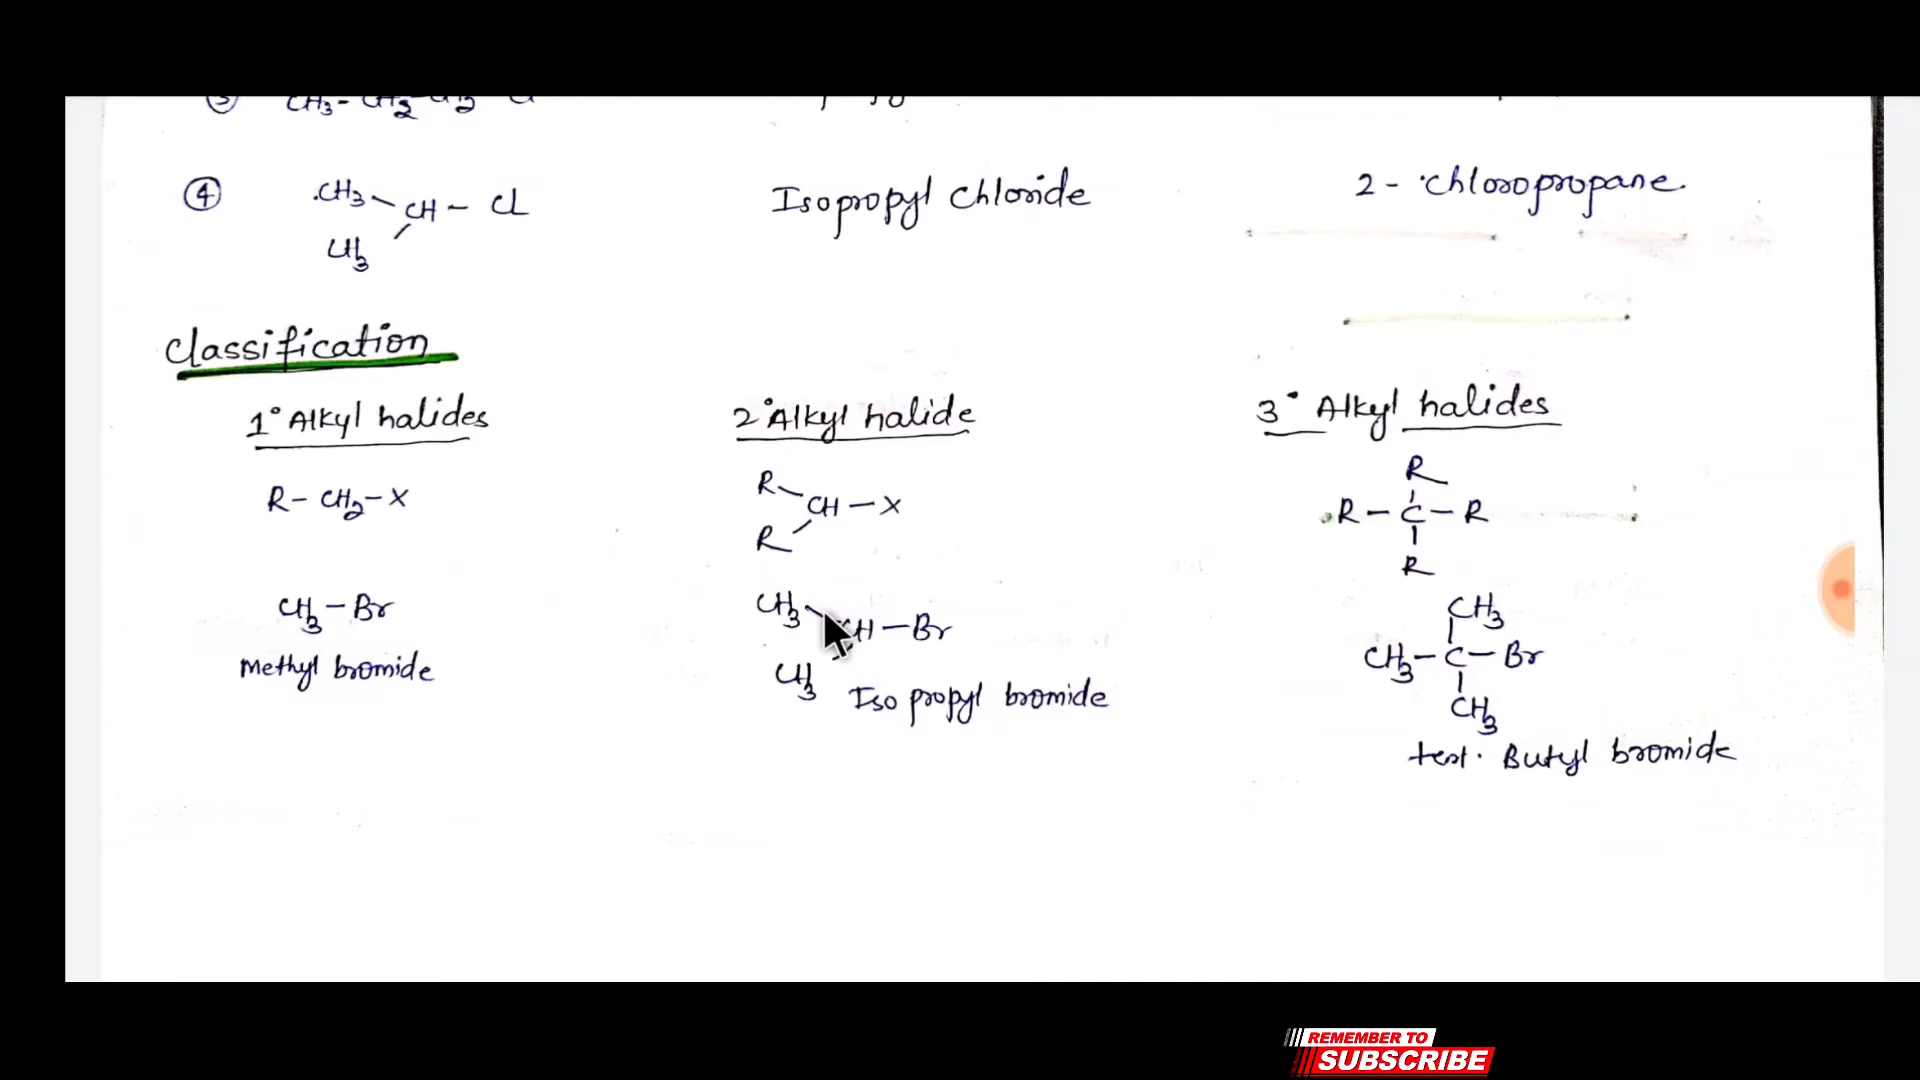 ④ CH3 CH - Cl Isopropyl chloride 2 - chloropropane.
CH3
Classification
1° Alkyl halides 2° Alkyl halide 3° Alkyl halides
R - CH2 - X
R
CH - X
R
R
R - C - R
R
CH3 - Br
Methyl bromide
CH3
CH - Br
CH3
Iso propyl bromide
CH3
CH3 - C - Br
CH3
tert. Butyl bromide
REMEMBER TO
SUBSCRIBE